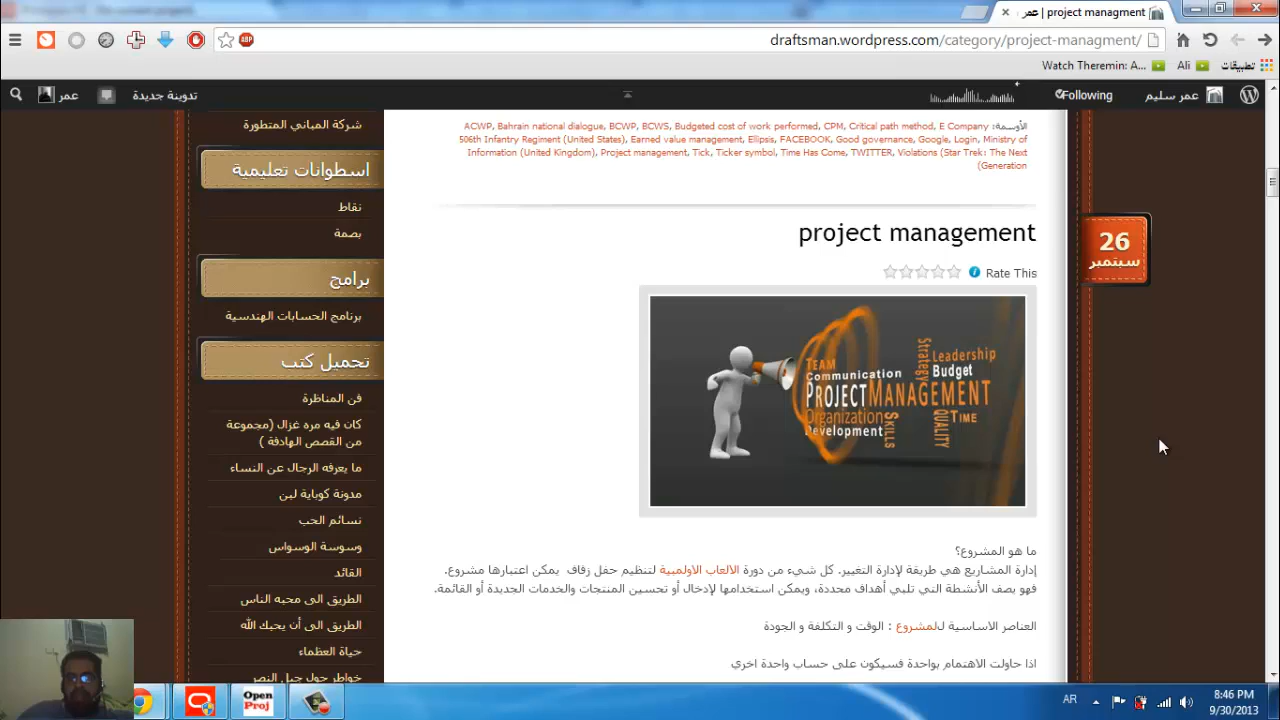 project managment | عمر
draftsman.wordpress.com/category/project-managment/
تطبيقات
Ali
Watch Theremin: A...
عمر سليم
Following
تدوينة جديدة
عمر
الأوسمة: ACWP, Bahrain national dialogue, BCWP, BCWS, Budgeted cost of work performed, CPM, Critical path method, E Company
506th Infantry Regiment (United States), Earned value management, Ellipsis, FACEBOOK, Good governance, Google, Login, Ministry of
Information (United Kingdom), Project management, Tick, Ticker symbol, Time Has Come, TWITTER, Violations (Star Trek: The Next
Generation)
26
سبتمبر
project management
Rate This
TEAM
Communication
PROJECT MANAGEMENT
Organization
Development
SKILLS
Strategy
Leadership
Budget
QUALITY
TIME
ما هو المشروع؟
إدارة المشاريع هي طريقة لإدارة التغيير. كل شيء من دورة الالعاب الاولمبية لتنظيم حفل زفاف يمكن اعتبارها مشروع.
فهو يصف الأنشطة التي تلبي أهداف محددة، ويمكن استخدامها لإدخال أو تحسين المنتجات والخدمات الجديدة أو القائمة.
العناصر الاساسية للمشروع : الوقت و التكلفة و الجودة
اذا حاولت الاهتمام بواحدة فسيكون على حساب واحدة اخري
شركة المباني المتطورة
اسطوانات تعليمية
نقاط
بصمة
برامج
برنامج الحسابات الهندسية
تحميل كتب
فن المناظرة
كان فيه مره غزال (مجموعة
من القصص الهادفة )
ما يعرفه الرجال عن النساء
مدونة كوباية لبن
نسائم الحب
وسوسة الوسواس
القائد
الطريق الى محبه الناس
الطريق الى أن يحبك الله
حياة العظماء
خواطر حول جبل النصر
Open
Proj
AR
8:46 PM
9/30/2013